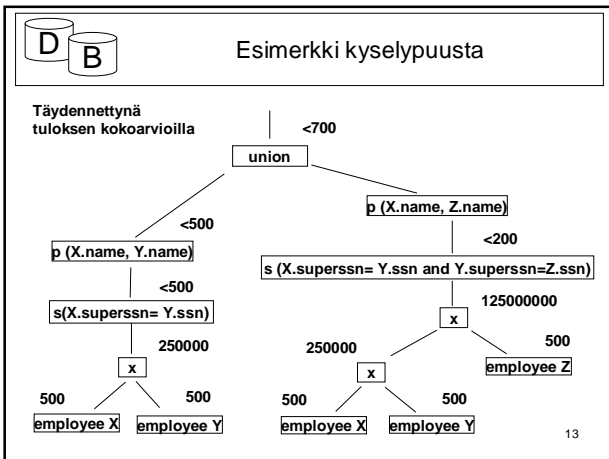 D
B
Esimerkki kyselypuusta
Täydennettynä
tuloksen kokoarvioilla
<700
union
<500
p (X.name, Y.name)
<500
s(X.superssn= Y.ssn)
250000
x
500
500
employee X
employee Y
p (X.name, Z.name)
<200
s (X.superssn= Y.ssn and Y.superssn=Z.ssn)
125000000
x
250000
500
x
employee Z
500
500
employee X
employee Y
13